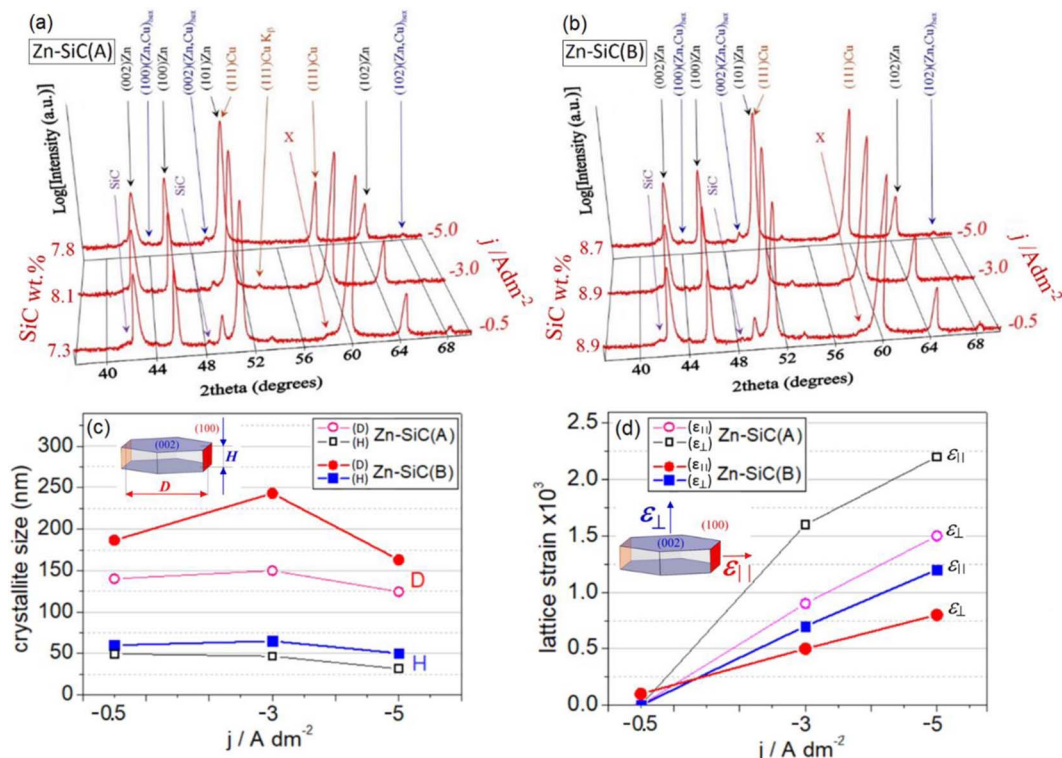 (a)
Zn-SiC(A)
(002)Zn
(100)(Zn,Cu)hex
(100)Zn
(002)(Zn,Cu)hex
(101)Zn
(111)Cu
(111)Cu Kβ
(111)Cu
(102)Zn
(102)(Zn,Cu)hex
Log[Intensity (a.u.)]
SiC
SiC
X
7.8
8.1
7.3
SiC wt.%
-5.0
-3.0
-0.5
j /Adm-2
40 44 48 52 56 60 64
2theta (degrees)
(b)
Zn-SiC(B)
(002)Zn
(100)(Zn,Cu)hex
(100)Zn
(002)(Zn,Cu)hex
(101)Zn
(111)Cu
(111)Cu
(102)Zn
(102)(Zn,Cu)hex
Log[Intensity (a.u.)]
SiC
SiC
X
8.7
8.9
8.9
SiC wt.%
-5.0
-3.0
-0.5
j /Adm-2
40 44 48 52 56 60 64
2theta (degrees)
(c)
(D) Zn-SiC(A)
(H)
(D) Zn-SiC(B)
(H)
(002)
(100)
H
D
D
H
crystallite size (nm)
300
250
200
150
100
50
0
-0.5 -3 -5
j / A dm-2
(d)
(ε||) Zn-SiC(A)
(ε⊥)
(ε||) Zn-SiC(B)
(ε⊥)
ε⊥
(100)
(002)
ε||
ε||
ε⊥
ε||
ε⊥
lattice strain x103
2.5
2.0
1.5
1.0
0.5
0.0
-0.5 -3 -5
j / A dm-2